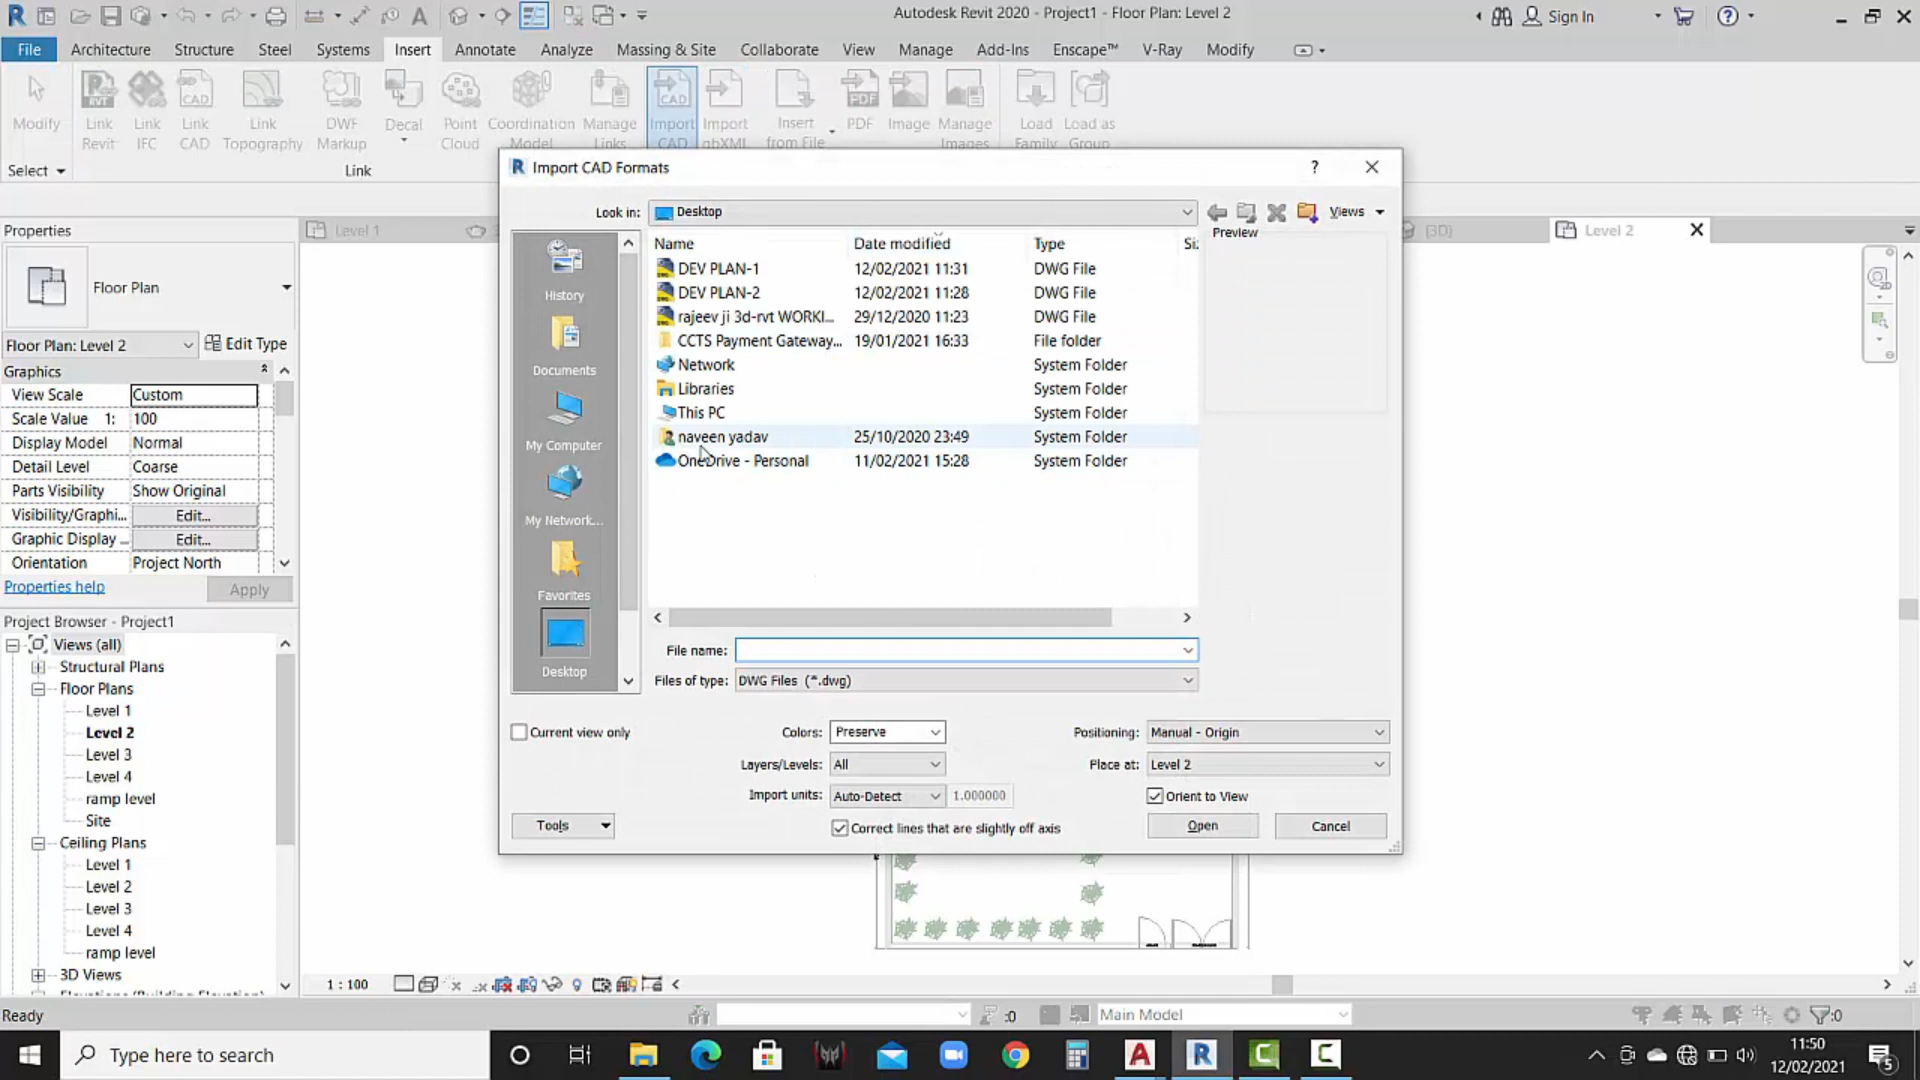 Autodesk Revit 2020 - Project1 - Floor Plan: Level 2
Sign In
File Architecture Structure Steel Systems Insert Annotate Analyze Massing & Site Collaborate View Manage Add-Ins Enscape™ V-Ray Modify
Modify
Link Revit
Link IFC
Link CAD
Link Topography
DWF Markup
Decal
Point Cloud
Coordination Model
Manage Links
Import CAD
Import gbXML
Insert from File
PDF
Image
Manage Images
Load Family
Load as Group
Select
Link
Import CAD Formats
Look in: Desktop
Views
Preview
Name Date modified Type Si
DEV PLAN-1 12/02/2021 11:31 DWG File
DEV PLAN-2 12/02/2021 11:28 DWG File
rajeev ji 3d-rvt WORKI... 29/12/2020 11:23 DWG File
CCTS Payment Gateway... 19/01/2021 16:33 File folder
Network System Folder
Libraries System Folder
This PC System Folder
naveen yadav 25/10/2020 23:49 System Folder
OneDrive - Personal 11/02/2021 15:28 System Folder
History
Documents
My Computer
My Network...
Favorites
Desktop
File name:
Files of type: DWG Files (*.dwg)
Current view only
Colors: Preserve
Layers/Levels: All
Import units: Auto-Detect 1.000000
Correct lines that are slightly off axis
Positioning: Manual - Origin
Place at: Level 2
Orient to View
Tools
Open
Cancel
Level 1
(3D)
Level 2
Properties
Floor Plan
Floor Plan: Level 2 Edit Type
Graphics
View Scale Custom
Scale Value 1: 100
Display Model Normal
Detail Level Coarse
Parts Visibility Show Original
Visibility/Graphi... Edit...
Graphic Display ... Edit...
Orientation Project North
Properties help Apply
Project Browser - Project1
Views (all)
Structural Plans
Floor Plans
Level 1
Level 2
Level 3
Level 4
ramp level
Site
Ceiling Plans
Level 1
Level 2
Level 3
Level 4
ramp level
3D Views
Elevations (Building Elevation)
1 : 100
Ready
:0
Main Model
:0
Type here to search
11:50
12/02/2021
5